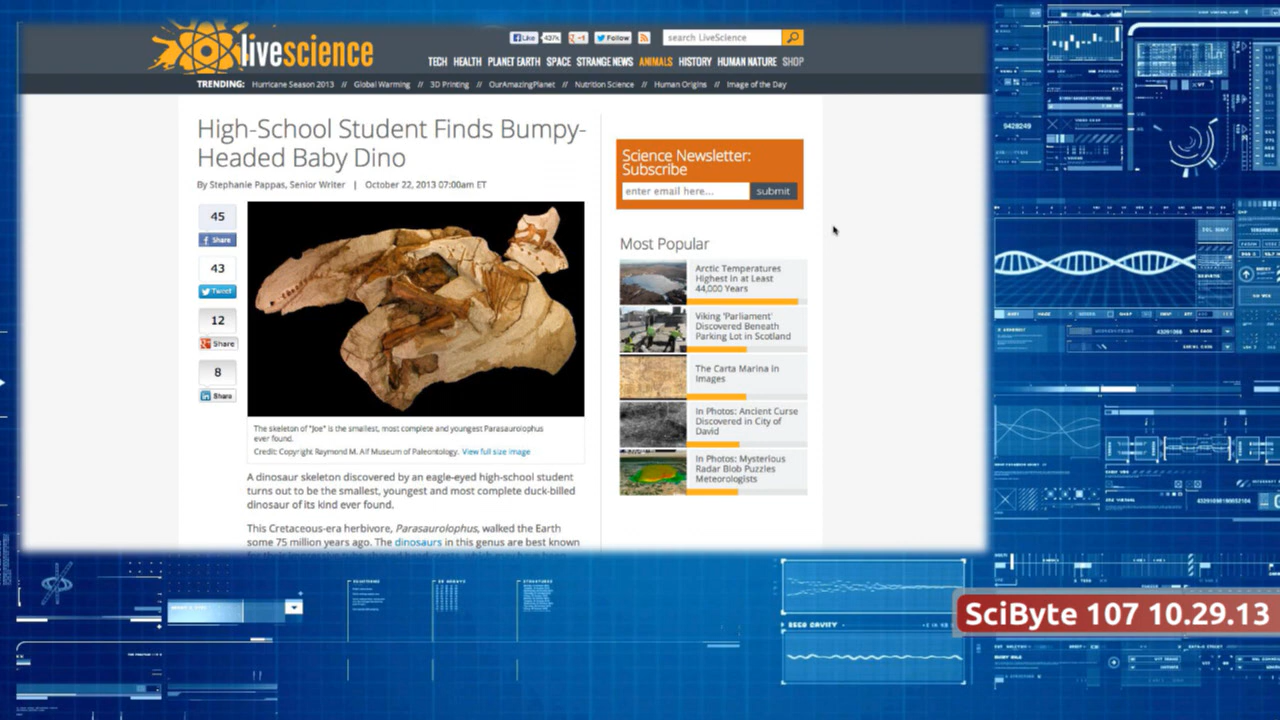 livescience
Like 437k +1 Follow search LiveScience
TECH HEALTH PLANET EARTH SPACE STRANGE NEWS ANIMALS HISTORY HUMAN NATURE SHOP
TRENDING: Hurricane Season 2013 // Global Warming // 3D Printing // OurAmazingPlanet // Nutrition Science // Human Origins // Image of the Day
High-School Student Finds Bumpy-
Headed Baby Dino
By Stephanie Pappas, Senior Writer | October 22, 2013 07:00am ET
45
Share
43
Tweet
12
Share
8
Share
The skeleton of "Joe" is the smallest, most complete and youngest Parasaurolophus
ever found.
Credit: Copyright Raymond M. Alf Museum of Paleontology. View full size image
A dinosaur skeleton discovered by an eagle-eyed high-school student
turns out to be the smallest, youngest and most complete duck-billed
dinosaur of its kind ever found.
This Cretaceous-era herbivore, Parasaurolophus, walked the Earth
some 75 million years ago. The dinosaurs in this genus are best known
Science Newsletter:
Subscribe
enter email here... submit
Most Popular
Arctic Temperatures
Highest in at Least
44,000 Years
Viking 'Parliament'
Discovered Beneath
Parking Lot in Scotland
The Carta Marina in
Images
In Photos: Ancient Curse
Discovered in City of
David
In Photos: Mysterious
Radar Blob Puzzles
Meteorologists
9428249
SciByte 107 10.29.13